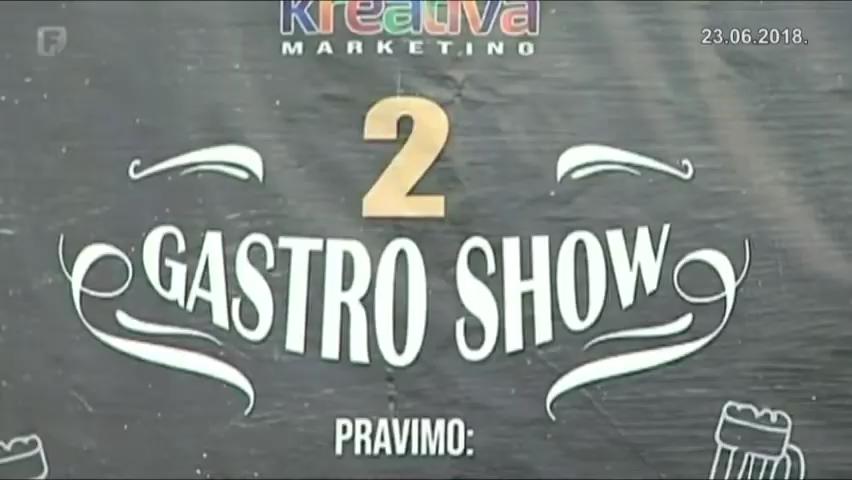 kreativa
MARKETING
23.06.2018.
2
GASTRO SHOW
PRAVIMO: